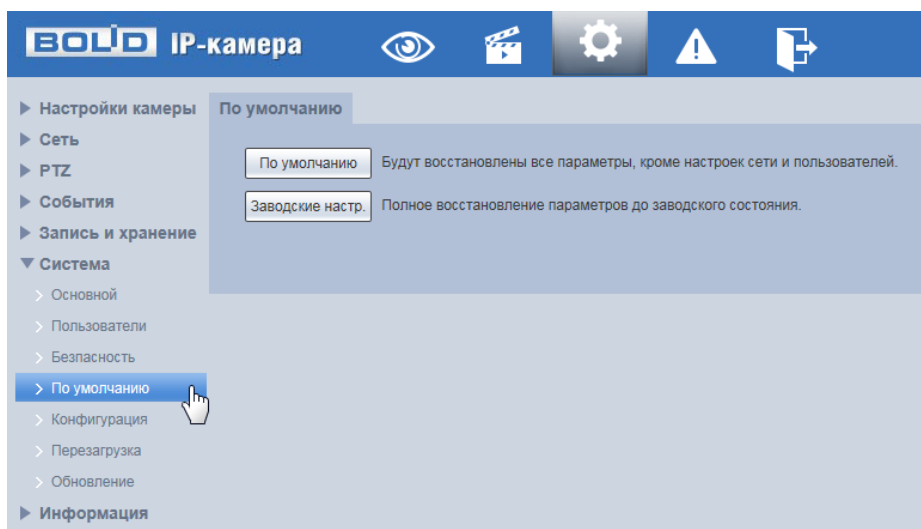 BOLID IP-камера
Настройки камеры
Сеть
PTZ
События
Запись и хранение
Система
Основной
Пользователи
Безпасность
По умолчанию
Конфигурация
Перезагрузка
Обновление
Информация
По умолчанию
По умолчанию Будут восстановлены все параметры, кроме настроек сети и пользователей.
Заводские настр. Полное восстановление параметров до заводского состояния.